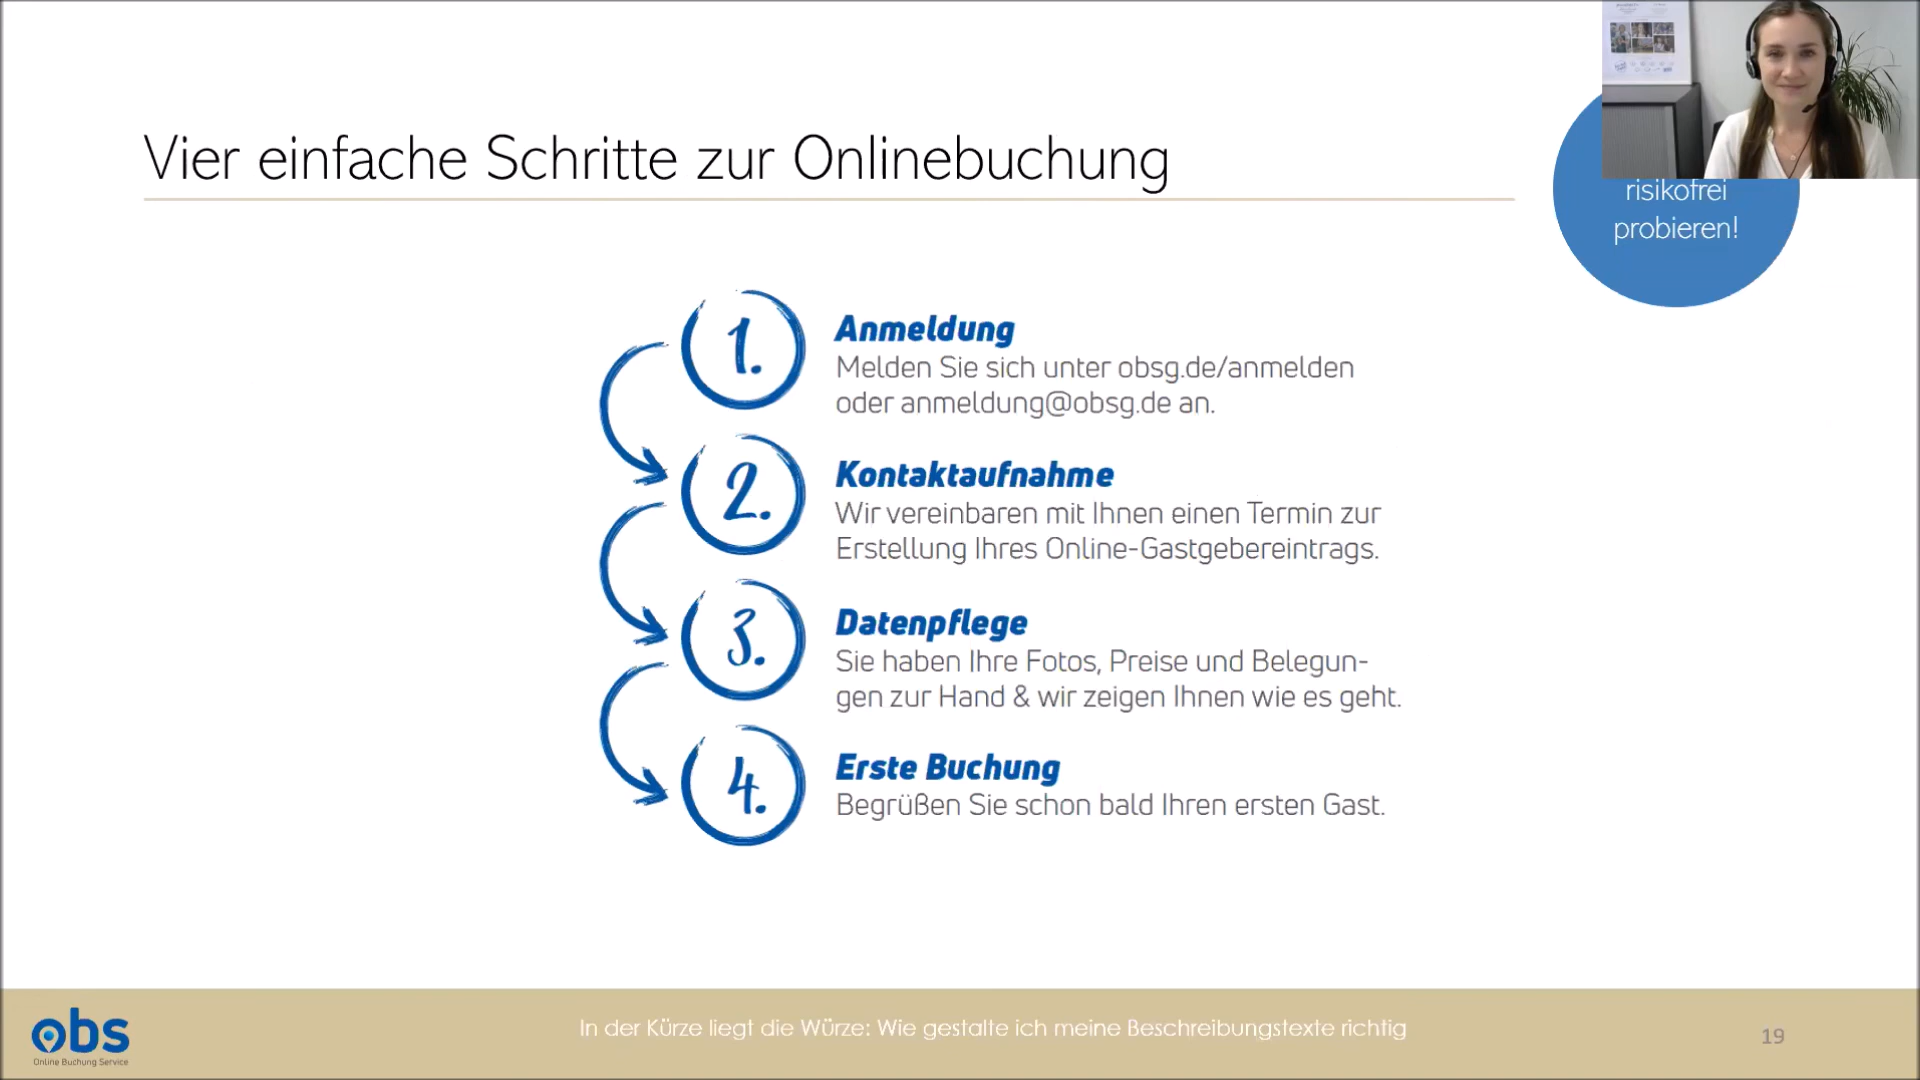 Vier einfache Schritte zur Onlinebuchung
risikofrei
probieren!
1.
Anmeldung
Melden Sie sich unter obsg.de/anmelden
oder anmeldung@obsg.de an.
2.
Kontaktaufnahme
Wir vereinbaren mit Ihnen einen Termin zur
Erstellung Ihres Online-Gastgebereintrags.
3.
Datenpflege
Sie haben Ihre Fotos, Preise und Belegun-
gen zur Hand & wir zeigen Ihnen wie es geht.
4.
Erste Buchung
Begrüßen Sie schon bald Ihren ersten Gast.
obs
Online Buchung Service
In der Kürze liegt die Würze: Wie gestalte ich meine Beschreibungstexte richtig
19